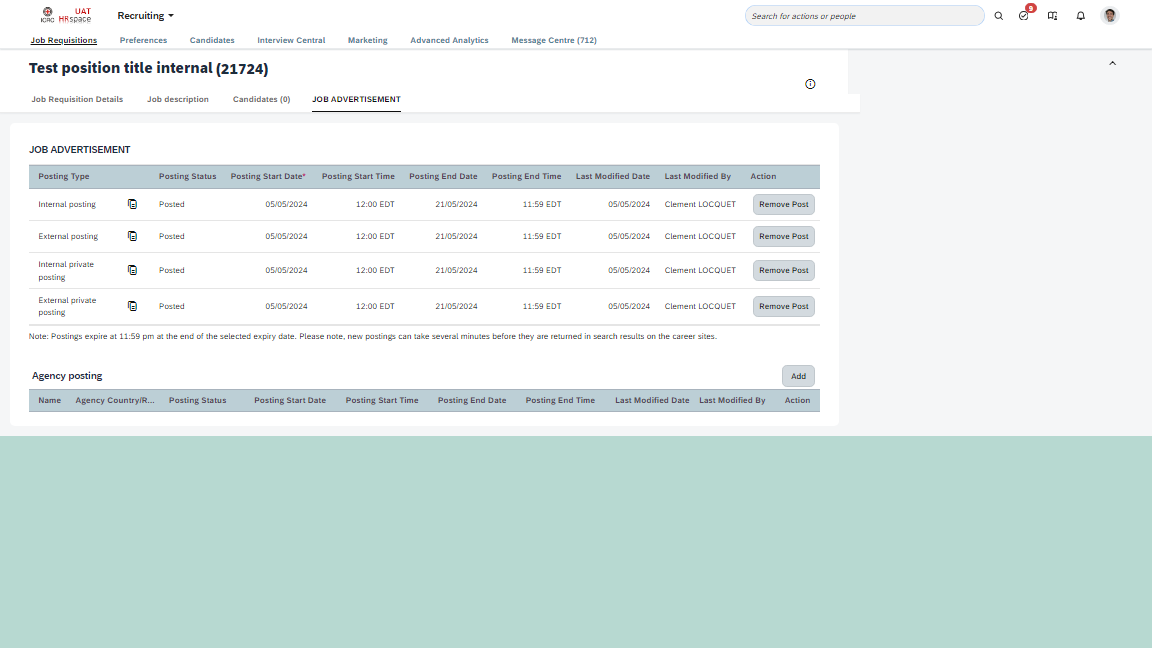 ICRC
UAT
HRspace
Recruiting
Search for actions or people
9
Job Requisitions Preferences Candidates Interview Central Marketing Advanced Analytics Message Centre (712)
Test position title internal (21724)
Job Requisition Details Job description Candidates (0) JOB ADVERTISEMENT
JOB ADVERTISEMENT
Posting Type Posting Status Posting Start Date* Posting Start Time Posting End Date Posting End Time Last Modified Date Last Modified By Action
Internal posting Posted 05/05/2024 12:00 EDT 21/05/2024 11:59 EDT 05/05/2024 Clement LOCQUET Remove Post
External posting Posted 05/05/2024 12:00 EDT 21/05/2024 11:59 EDT 05/05/2024 Clement LOCQUET Remove Post
Internal private
posting Posted 05/05/2024 12:00 EDT 21/05/2024 11:59 EDT 05/05/2024 Clement LOCQUET Remove Post
External private
posting Posted 05/05/2024 12:00 EDT 21/05/2024 11:59 EDT 05/05/2024 Clement LOCQUET Remove Post
Note: Postings expire at 11:59 pm at the end of the selected expiry date. Please note, new postings can take several minutes before they are returned in search results on the career sites.
Agency posting Add
Name Agency Country/R... Posting Status Posting Start Date Posting Start Time Posting End Date Posting End Time Last Modified Date Last Modified By Action